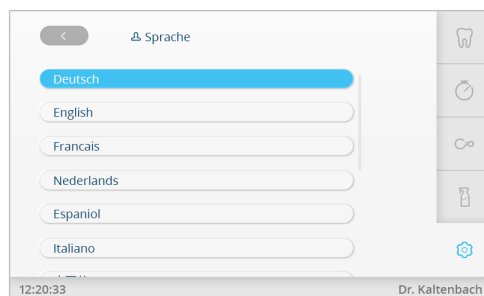 Sprache
Deutsch
English
Francais
Nederlands
Espaniol
Italiano
12:20:33 Dr. Kaltenbach